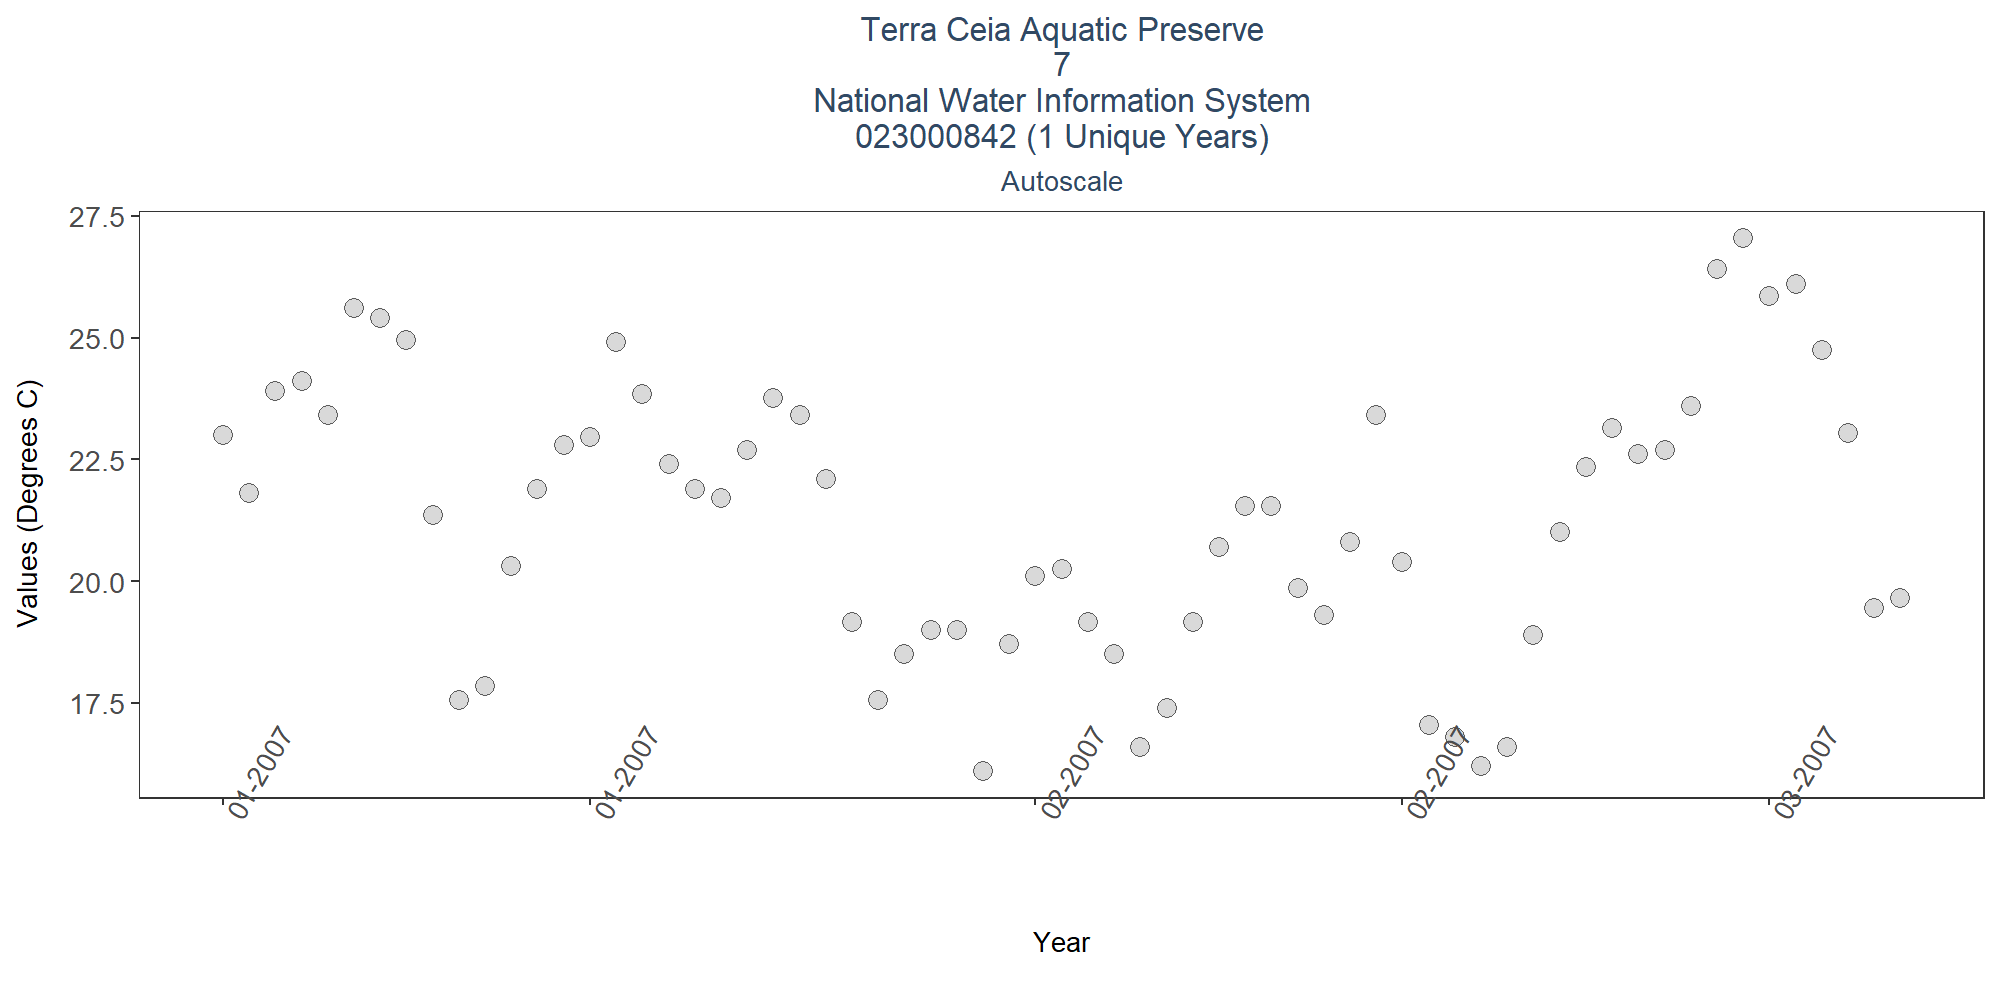 Terra Ceia Aquatic Preserve
7
National Water Information System
023000842 (1 Unique Years)
Autoscale
27.5
25.0
22.5
20.0
17.5
Values (Degrees C)
01-2007
01-2007
02-2007
02-2007
03-2007
Year